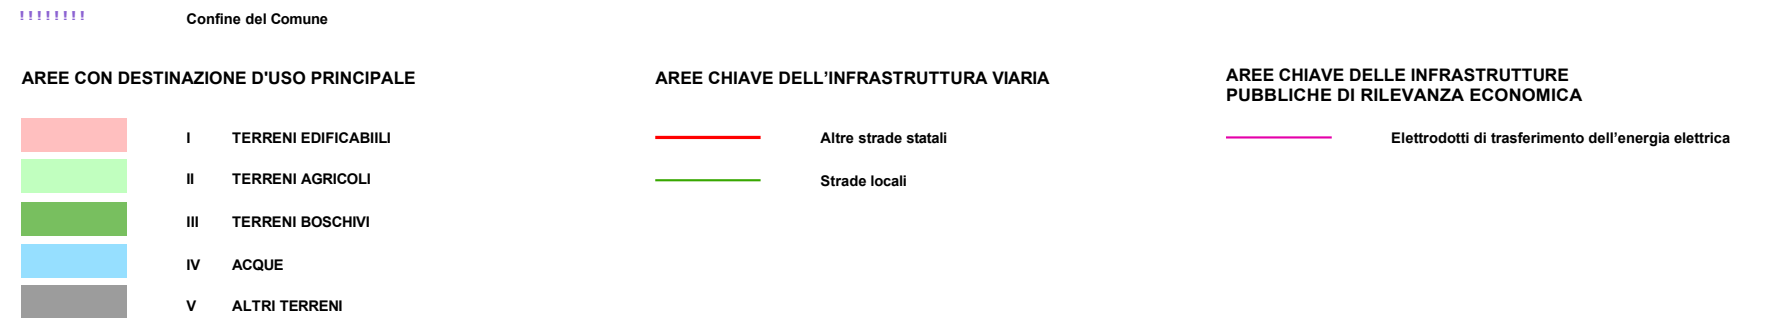 !!!!!!!! Confine del Comune
AREE CON DESTINAZIONE D'USO PRINCIPALE
I TERRENI EDIFICABIILI
II TERRENI AGRICOLI
III TERRENI BOSCHIVI
IV ACQUE
V ALTRI TERRENI
AREE CHIAVE DELL’INFRASTRUTTURA VIARIA
Altre strade statali
Strade locali
AREE CHIAVE DELLE INFRASTRUTTURE
PUBBLICHE DI RILEVANZA ECONOMICA
Elettrodotti di trasferimento dell’energia elettrica